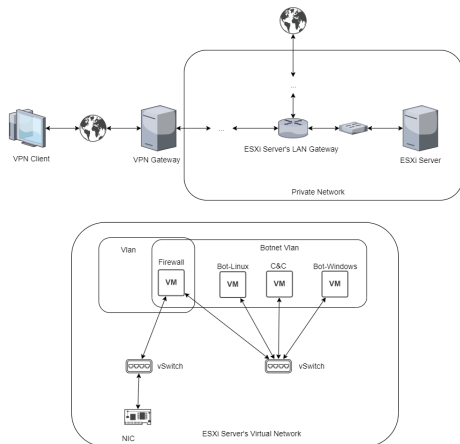 ...
...
...
VPN Client
VPN Gateway
ESXi Server's LAN Gateway
ESXi Server
Private Network
Vlan
Botnet Vlan
Firewall
Bot-Linux
C&C
Bot-Windows
VM
VM
VM
VM
vSwitch
vSwitch
NIC
ESXi Server's Virtual Network